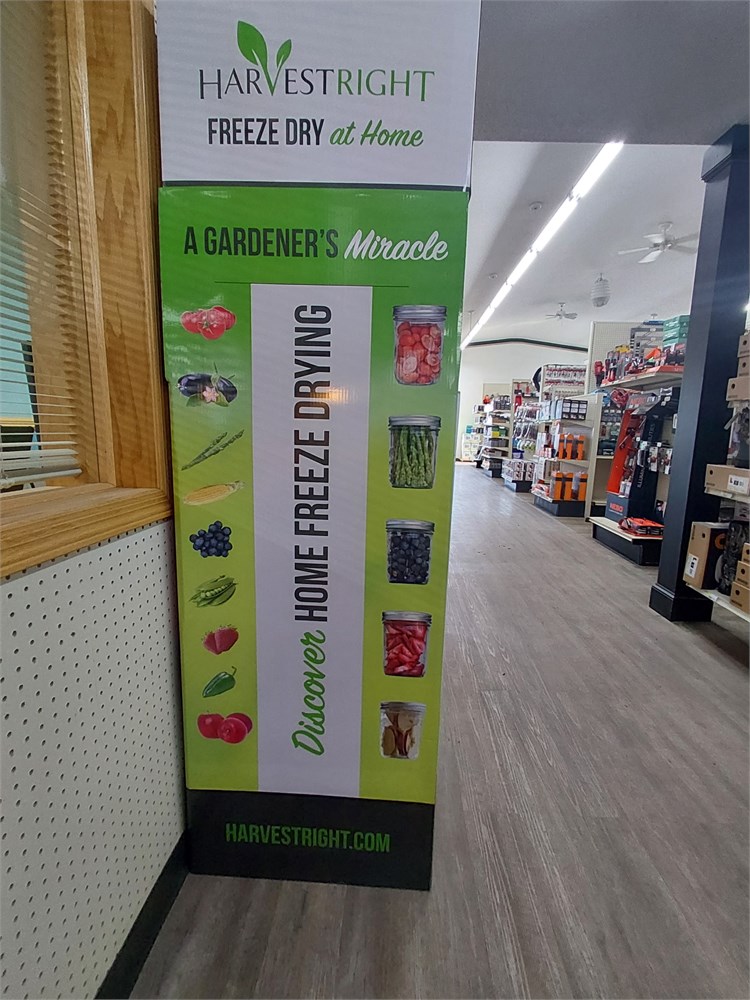 HARVESTRIGHT
FREEZE DRY at Home
A GARDENER'S Miracle
Discover HOME FREEZE DRYING
HARVESTRIGHT.COM